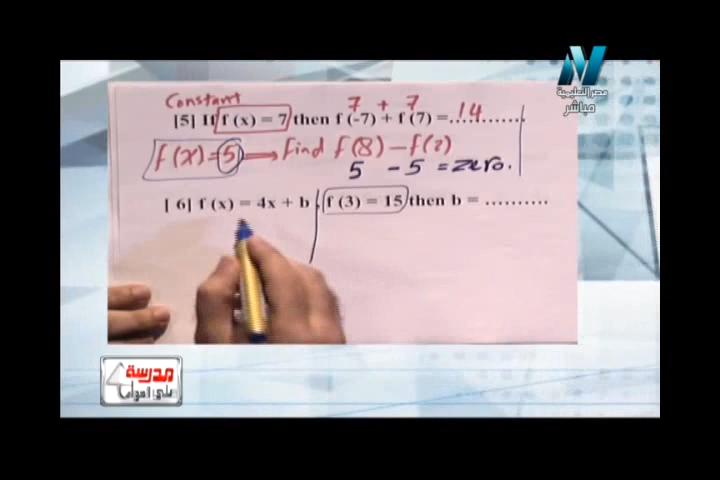 مصر التعليمية
مباشر
Constant
7 + 7
[5] If f (x) = 7 then f (-7) + f (7) = 14
f(x)=5 → Find f(8) - f(2)
5 - 5 = zero.
[ 6] f (x) = 4x + b , f (3) = 15 then b = ..........
مدرسة
على الهواء